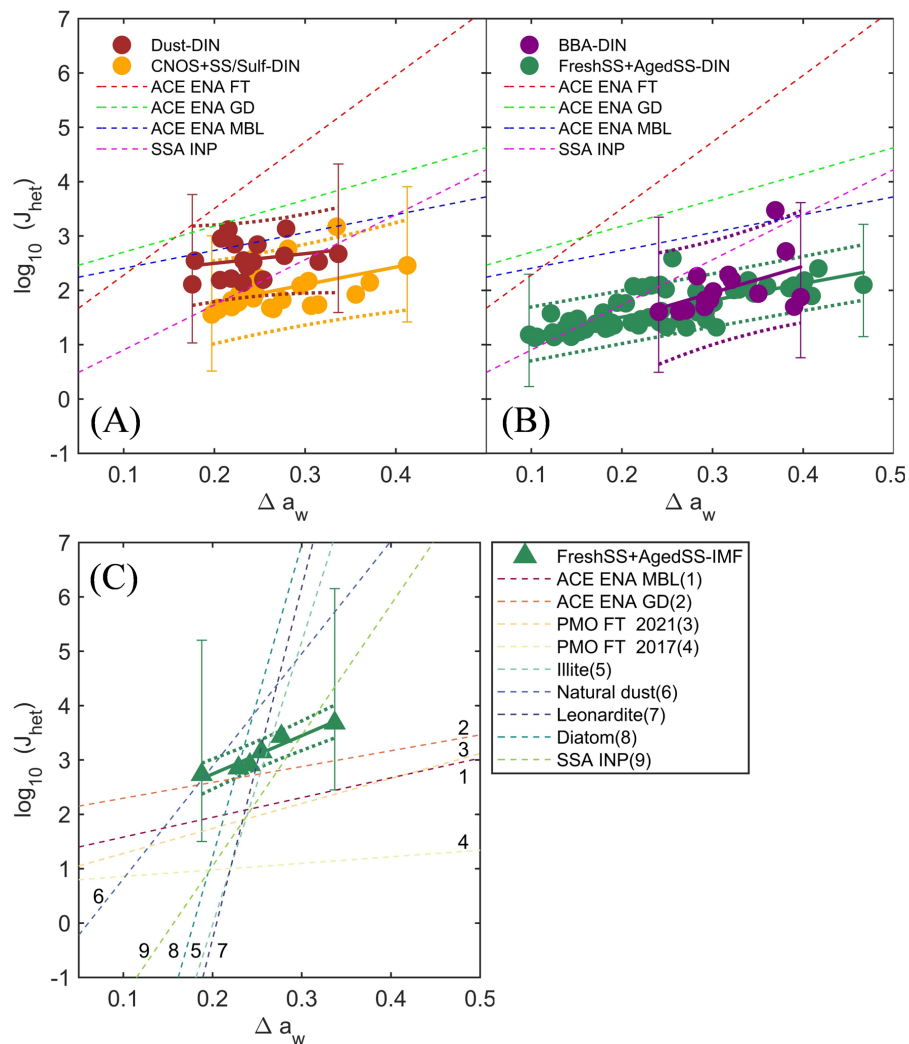 7
6
5
4
3
2
1
0
-1
log10 (Jhet)
Dust-DIN
CNOS+SS/Sulf-DIN
ACE ENA FT
ACE ENA GD
ACE ENA MBL
SSA INP
(A)
0.1
0.2
0.3
0.4
Δ aw
BBA-DIN
FreshSS+AgedSS-DIN
ACE ENA FT
ACE ENA GD
ACE ENA MBL
SSA INP
(B)
0.1
0.2
0.3
0.4
0.5
Δ aw
7
6
5
4
3
2
1
0
-1
log10 (Jhet)
(C)
2
3
1
4
6
9
8
5
7
0.1
0.2
0.3
0.4
0.5
Δ aw
FreshSS+AgedSS-IMF
ACE ENA MBL(1)
ACE ENA GD(2)
PMO FT 2021(3)
PMO FT 2017(4)
Illite(5)
Natural dust(6)
Leonardite(7)
Diatom(8)
SSA INP(9)